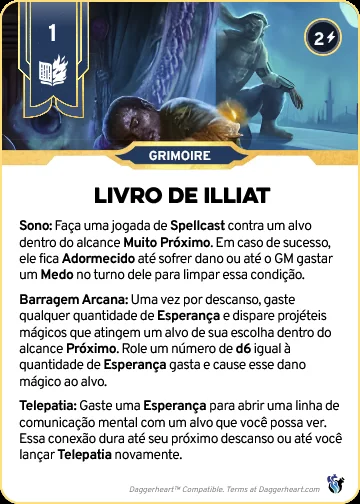 1
2
GRIMOIRE
LIVRO DE ILLIAT
Sono: Faça uma jogada de Spellcast contra um alvo
dentro do alcance Muito Próximo. Em caso de sucesso,
ele fica Adormecido até sofrer dano ou até o GM gastar
um Medo no turno dele para limpar essa condição.
Barragem Arcana: Uma vez por descanso, gaste
qualquer quantidade de Esperança e dispare projéteis
mágicos que atingem um alvo de sua escolha dentro do
alcance Próximo. Role um número de d6 igual à
quantidade de Esperança gasta e cause esse dano
mágico ao alvo.
Telepatia: Gaste uma Esperança para abrir uma linha de
comunicação mental com um alvo que você possa ver.
Essa conexão dura até seu próximo descanso ou até você
lançar Telepatia novamente.
Daggerheart™ Compatible. Terms at Daggerheart.com